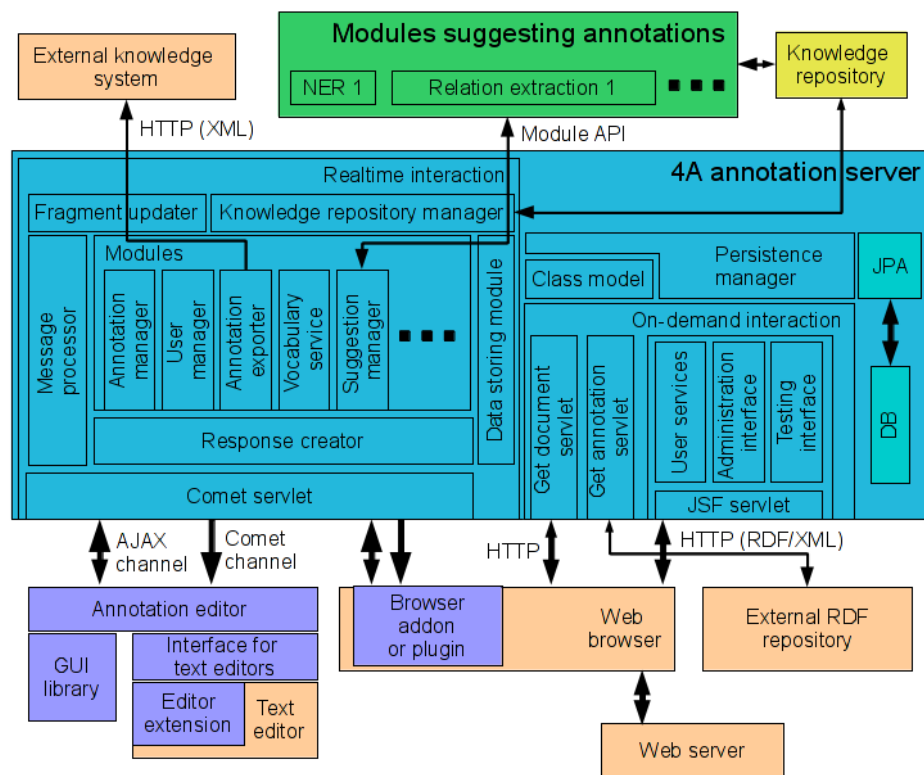 Modules suggesting annotations
External knowledge
system
Knowledge
repository
NER 1
Relation extraction 1
HTTP (XML)
Module API
Realtime interaction
4A annotation server
Fragment updater
Knowledge repository manager
Message
processor
Modules
Annotation
manager
User
manager
Annotation
exporter
Vocabulary
service
Suggestion
manager
Data storing module
Response creator
Comet servlet
Class model
Persistence
manager
JPA
On-demand interaction
Get document
servlet
Get annotation
servlet
User services
Administration
interface
Testing
interface
JSF servlet
DB
AJAX
channel
Comet
channel
HTTP
HTTP (RDF/XML)
Annotation editor
GUI
library
Interface for
text editors
Editor
extension
Text
editor
Browser
addon
or plugin
Web
browser
External RDF
repository
Web server